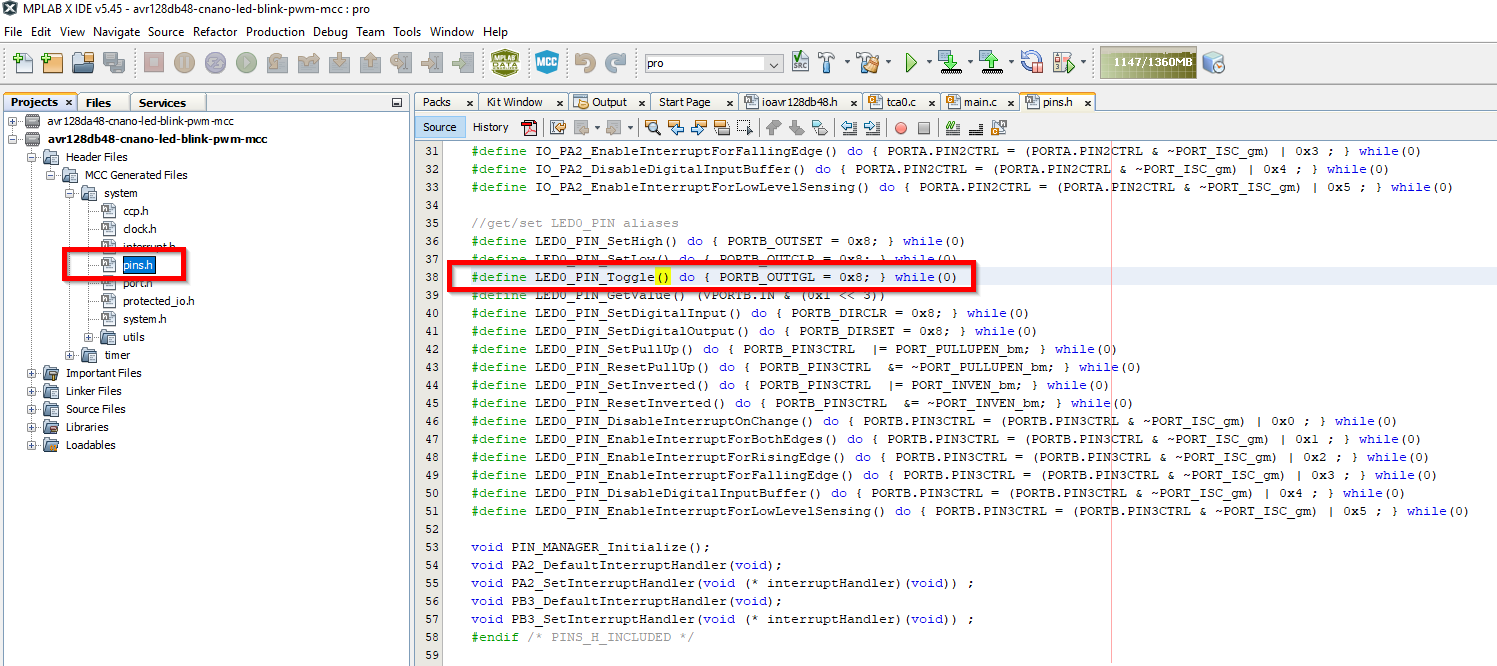 MPLAB X IDE v5.45 - avr128db48-cnano-led-blink-pwm-mcc : pro
File Edit View Navigate Source Refactor Production Debug Team Tools Window Help
MPLAB DATA MCC pro SRC 1147/1360MB
Projects × Files Services
avr128da48-cnano-led-blink-pwm-mcc
avr128db48-cnano-led-blink-pwm-mcc
Header Files
MCC Generated Files
system
ccp.h
clock.h
interrupt.h
pins.h
port.h
protected_io.h
system.h
utils
timer
Important Files
Linker Files
Source Files
Libraries
Loadables
Packs × Kit Window × Output × Start Page × ioavr128db48.h × tca0.c × main.c × pins.h ×
Source History
31 #define IO_PA2_EnableInterruptForFallingEdge() do { PORTA.PIN2CTRL = (PORTA.PIN2CTRL & ~PORT_ISC_gm) | 0x3 ; } while(0)
32 #define IO_PA2_DisableDigitalInputBuffer() do { PORTA.PIN2CTRL = (PORTA.PIN2CTRL & ~PORT_ISC_gm) | 0x4 ; } while(0)
33 #define IO_PA2_EnableInterruptForLowLevelSensing() do { PORTA.PIN2CTRL = (PORTA.PIN2CTRL & ~PORT_ISC_gm) | 0x5 ; } while(0)
34
35 //get/set LED0_PIN aliases
36 #define LED0_PIN_SetHigh() do { PORTB_OUTSET = 0x8; } while(0)
37 #define LED0_PIN_SetLow() do { PORTB_OUTCLR = 0x8; } while(0)
38 #define LED0_PIN_Toggle() do { PORTB_OUTTGL = 0x8; } while(0)
39 #define LED0_PIN_GetValue() (VPORTB.IN & (0x1 << 3))
40 #define LED0_PIN_SetDigitalInput() do { PORTB_DIRCLR = 0x8; } while(0)
41 #define LED0_PIN_SetDigitalOutput() do { PORTB_DIRSET = 0x8; } while(0)
42 #define LED0_PIN_SetPullUp() do { PORTB_PIN3CTRL |= PORT_PULLUPEN_bm; } while(0)
43 #define LED0_PIN_ResetPullUp() do { PORTB_PIN3CTRL &= ~PORT_PULLUPEN_bm; } while(0)
44 #define LED0_PIN_SetInverted() do { PORTB_PIN3CTRL |= PORT_INVEN_bm; } while(0)
45 #define LED0_PIN_ResetInverted() do { PORTB_PIN3CTRL &= ~PORT_INVEN_bm; } while(0)
46 #define LED0_PIN_DisableInterruptOnChange() do { PORTB.PIN3CTRL = (PORTB.PIN3CTRL & ~PORT_ISC_gm) | 0x0 ; } while(0)
47 #define LED0_PIN_EnableInterruptForBothEdges() do { PORTB.PIN3CTRL = (PORTB.PIN3CTRL & ~PORT_ISC_gm) | 0x1 ; } while(0)
48 #define LED0_PIN_EnableInterruptForRisingEdge() do { PORTB.PIN3CTRL = (PORTB.PIN3CTRL & ~PORT_ISC_gm) | 0x2 ; } while(0)
49 #define LED0_PIN_EnableInterruptForFallingEdge() do { PORTB.PIN3CTRL = (PORTB.PIN3CTRL & ~PORT_ISC_gm) | 0x3 ; } while(0)
50 #define LED0_PIN_DisableDigitalInputBuffer() do { PORTB.PIN3CTRL = (PORTB.PIN3CTRL & ~PORT_ISC_gm) | 0x4 ; } while(0)
51 #define LED0_PIN_EnableInterruptForLowLevelSensing() do { PORTB.PIN3CTRL = (PORTB.PIN3CTRL & ~PORT_ISC_gm) | 0x5 ; } while(0)
52
53 void PIN_MANAGER_Initialize();
54 void PA2_DefaultInterruptHandler(void);
55 void PA2_SetInterruptHandler(void (* interruptHandler)(void)) ;
56 void PB3_DefaultInterruptHandler(void);
57 void PB3_SetInterruptHandler(void (* interruptHandler)(void)) ;
58 #endif /* PINS_H_INCLUDED */
59